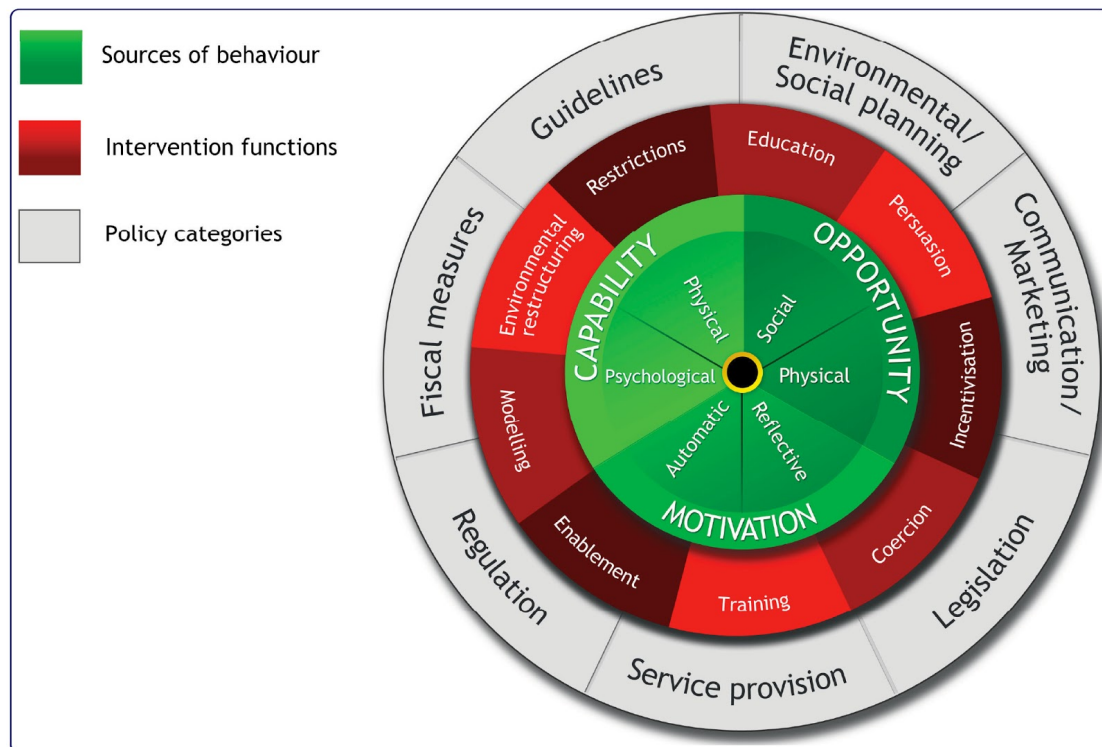 Sources of behaviour
Intervention functions
Policy categories
Guidelines
Environmental/
Social planning
Communication/
Marketing
Legislation
Service provision
Regulation
Fiscal measures
Restrictions
Education
Persuasion
Incentivisation
Coercion
Training
Enablement
Modelling
Environmental
restructuring
CAPABILITY
OPPORTUNITY
MOTIVATION
Physical
Social
Physical
Reflective
Automatic
Psychological